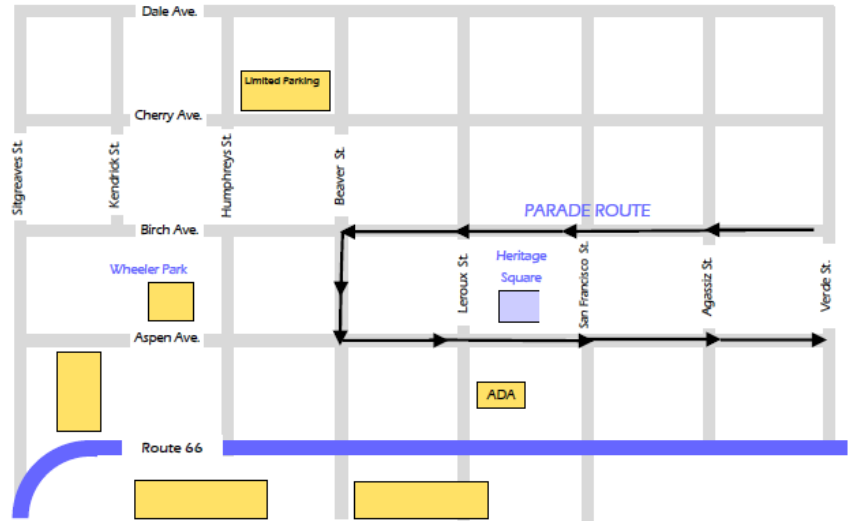 Dale Ave.
Limited Parking
Cherry Ave.
Sitgreaves St.
Kendrick St.
Humphreys St.
Beaver St.
PARADE ROUTE
Birch Ave.
Wheeler Park
Leroux St.
Heritage
Square
San Francisco St.
Agassiz St.
Verde St.
Aspen Ave.
ADA
Route 66